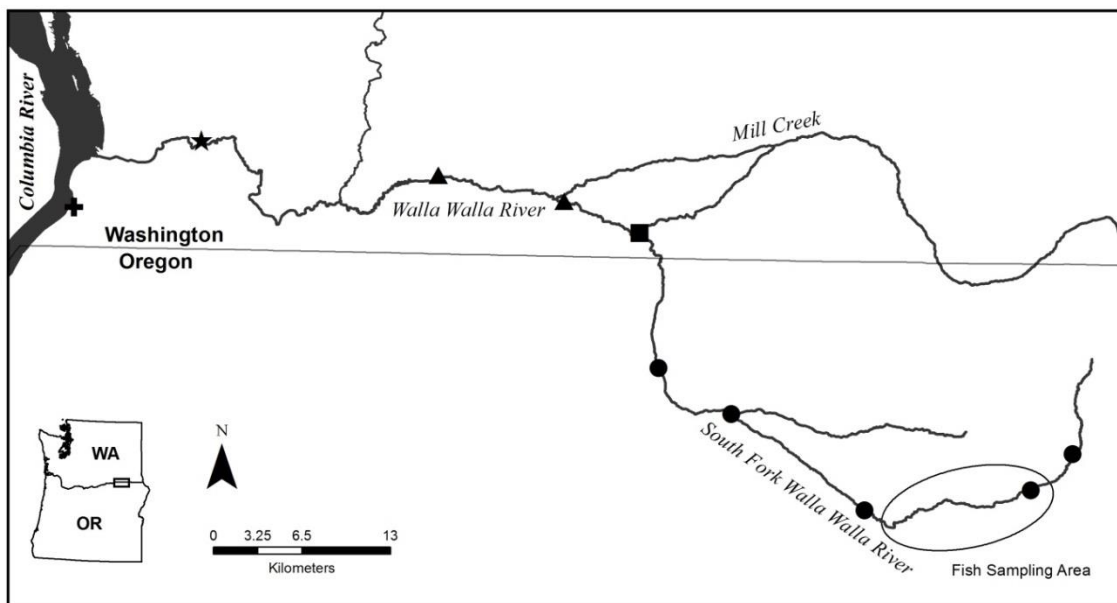 Columbia River
Mill Creek
Walla Walla River
Washington
Oregon
South Fork Walla Walla River
WA
OR
N
0 3.25 6.5 13
Kilometers
Fish Sampling Area